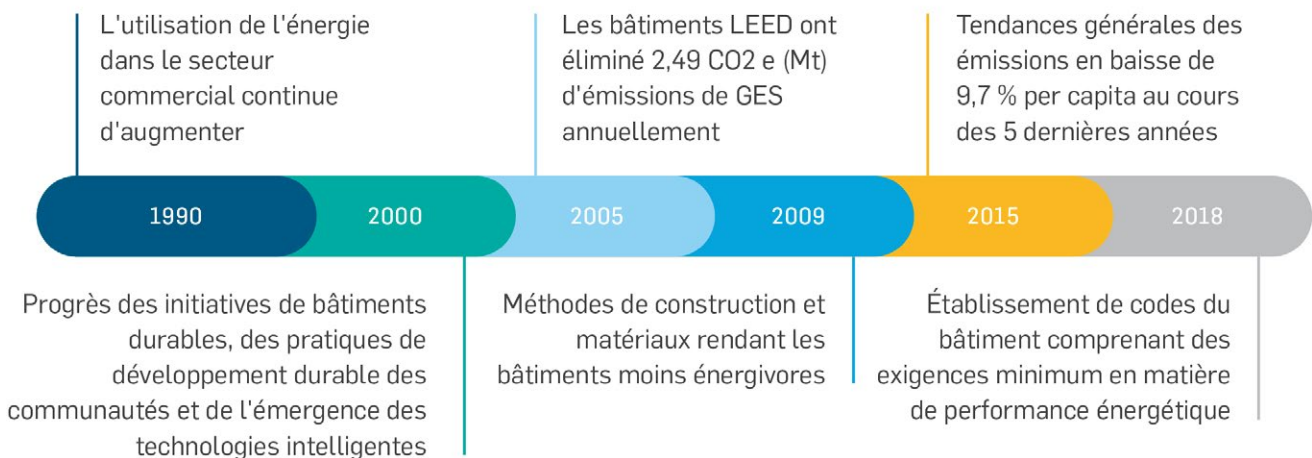 L'utilisation de l'énergie
dans le secteur
commercial continue
d'augmenter
Les bâtiments LEED ont
éliminé 2,49 CO2 e (Mt)
d'émissions de GES
annuellement
Tendances générales des
émissions en baisse de
9,7 % per capita au cours
des 5 dernières années
1990
2000
2005
2009
2015
2018
Progrès des initiatives de bâtiments
durables, des pratiques de
développement durable des
communautés et de l'émergence des
technologies intelligentes
Méthodes de construction et
matériaux rendant les
bâtiments moins énergivores
Établissement de codes du
bâtiment comprenant des
exigences minimum en matière
de performance énergétique